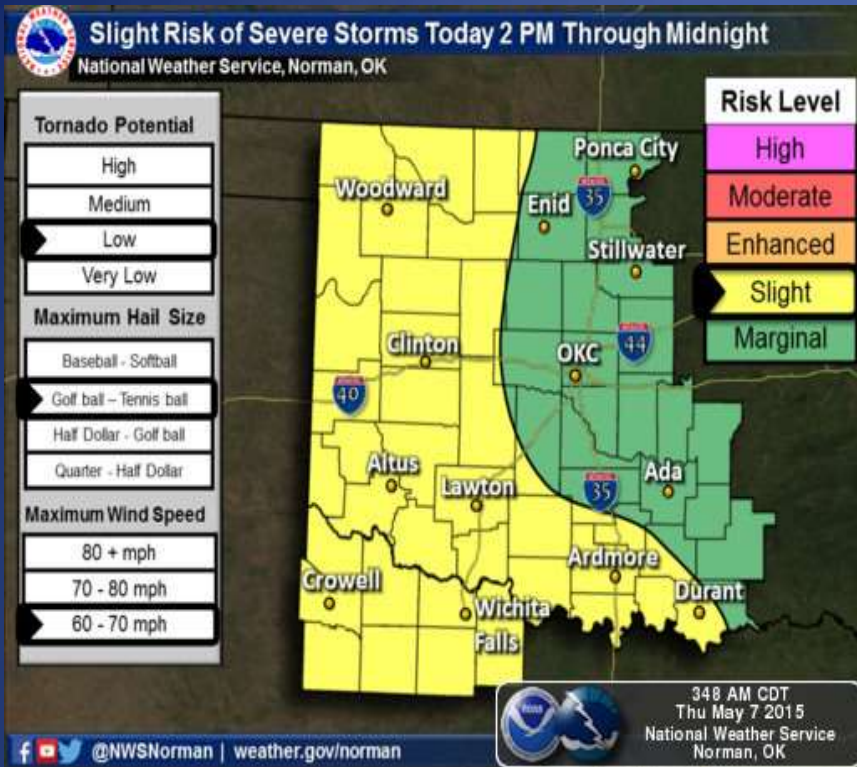 Slight Risk of Severe Storms Today 2 PM Through Midnight
National Weather Service, Norman, OK
Tornado Potential
High
Medium
Low
Very Low
Maximum Hail Size
Baseball - Softball
Golf ball – Tennis ball
Half Dollar - Golf ball
Quarter - Half Dollar
Maximum Wind Speed
80 + mph
70 - 80 mph
60 - 70 mph
Risk Level
High
Moderate
Enhanced
Slight
Marginal
Ponca City
Woodward
35
Enid
Stillwater
Clinton
44
OKC
40
Altus
Ada
Lawton
35
Ardmore
Crowell
Durant
Wichita
Falls
348 AM CDT
Thu May 7 2015
National Weather Service
Norman, OK
@NWSNorman | weather.gov/norman